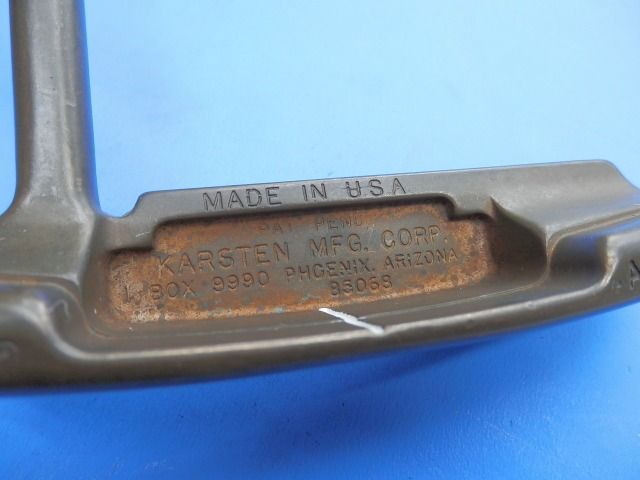 MADE IN U.S.A
PAT PEND
KARSTEN MFG. CORP.
BOX 9990 PHOENIX, ARIZONA
85068
A